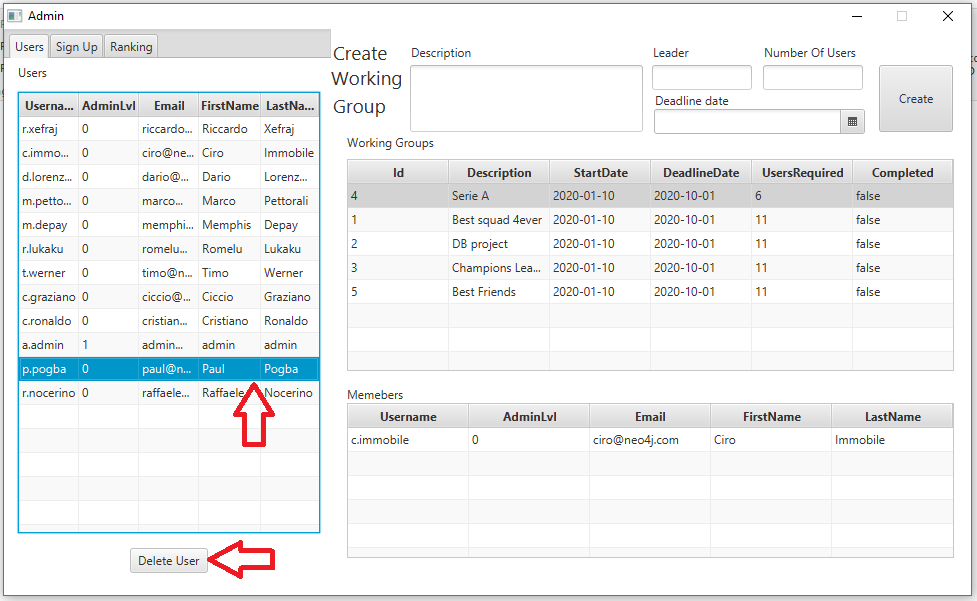 Admin
Users Sign Up Ranking
Users
Userna... AdminLvl Email FirstName LastNa...
r.xefraj 0 riccardo... Riccardo Xefraj
c.immo... 0 ciro@ne... Ciro Immobile
d.lorenz... 0 dario@... Dario Lorenz...
m.petto... 0 marco... Marco Pettorali
m.depay 0 memphi... Memphis Depay
r.lukaku 0 romelu... Romelu Lukaku
t.werner 0 timo@n... Timo Werner
c.graziano 0 ciccio@... Ciccio Graziano
c.ronaldo 0 cristian... Cristiano Ronaldo
a.admin 1 admin... admin admin
p.pogba 0 paul@n... Paul Pogba
r.nocerino 0 raffaele... Raffaele Nocerino
Delete User
Create
Working
Group
Description
Leader
Number Of Users
Deadline date
Create
Working Groups
Id Description StartDate DeadlineDate UsersRequired Completed
4 Serie A 2020-01-10 2020-10-01 6 false
1 Best squad 4ever 2020-01-10 2020-10-01 11 false
2 DB project 2020-01-10 2020-10-01 11 false
3 Champions Lea... 2020-01-10 2020-10-01 11 false
5 Best Friends 2020-01-10 2020-10-01 11 false
Memebers
Username AdminLvl Email FirstName LastName
c.immobile 0 ciro@neo4j.com Ciro Immobile